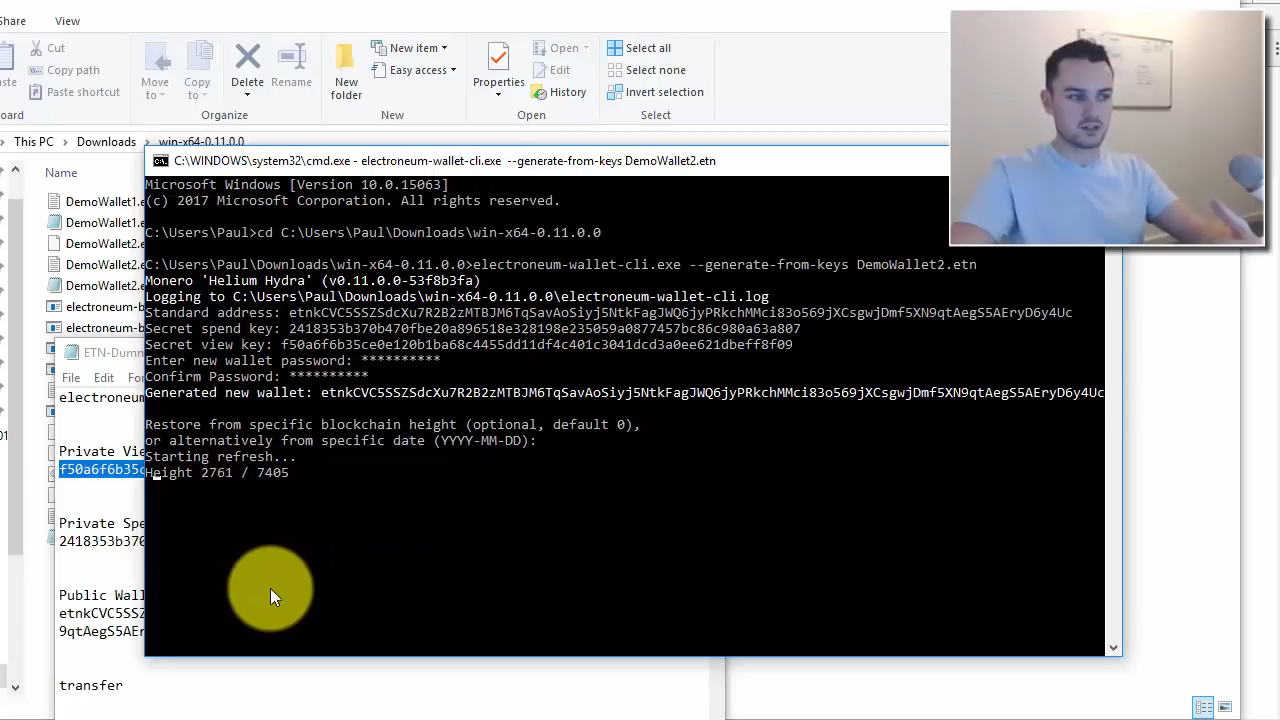 Share View
Cut
Copy path
Paste shortcut
Move to
Copy to
Delete
Rename
New folder
New item
Easy access
Properties
Open
Edit
History
Select all
Select none
Invert selection
Organize
New
Open
Select
This PC > Downloads > win-x64-0.11.0.0
Name
DemoWallet1.e
DemoWallet1.e
DemoWallet2.
DemoWallet2.e
DemoWallet2.e
electroneum-b
electroneum-b
C:\WINDOWS\system32\cmd.exe - electroneum-wallet-cli.exe --generate-from-keys DemoWallet2.etn
Microsoft Windows [Version 10.0.15063]
(c) 2017 Microsoft Corporation. All rights reserved.
C:\Users\Paul>cd C:\Users\Paul\Downloads\win-x64-0.11.0.0
C:\Users\Paul\Downloads\win-x64-0.11.0.0>electroneum-wallet-cli.exe --generate-from-keys DemoWallet2.etn
Monero 'Helium Hydra' (v0.11.0.0-53f8b3fa)
Logging to C:\Users\Paul\Downloads\win-x64-0.11.0.0\electroneum-wallet-cli.log
Standard address: etnkCVC5SSZSdcXu7R2B2zMTBJM6TqSavAoSiyj5NtkFagJWQ6jyPRkchMMci83o569jXCsgwjDmf5XN9qtAegS5AEryD6y4Uc
Secret spend key: 2418353b370b470fbe20a89b518e328198e235059a0877457bc86c980a63a807
Secret view key: f50a6f6b35ce0e120b1ba68c4455dd11df4c401c3041dcd3a0ee621dbeff8f09
Enter new wallet password: **********
Confirm Password: **********
Generated new wallet: etnkCVC5SSZSdcXu7R2B2zMTBJM6TqSavAoSiyj5NtkFagJWQ6jyPRkchMMci83o569jXCsgwjDmf5XN9qtAegS5AEryD6y4Uc
Restore from specific blockchain height (optional, default 0),
or alternatively from specific date (YYYY-MM-DD):
Starting refresh...
Height 2761 / 7405
ETN-Dumm
File Edit Fo
electroneum
Private Vie
f50a6f6b35c
Private Spe
2418353b370
Public Wall
etnkCVC5SSZ
9qtAegS5AE
transfer